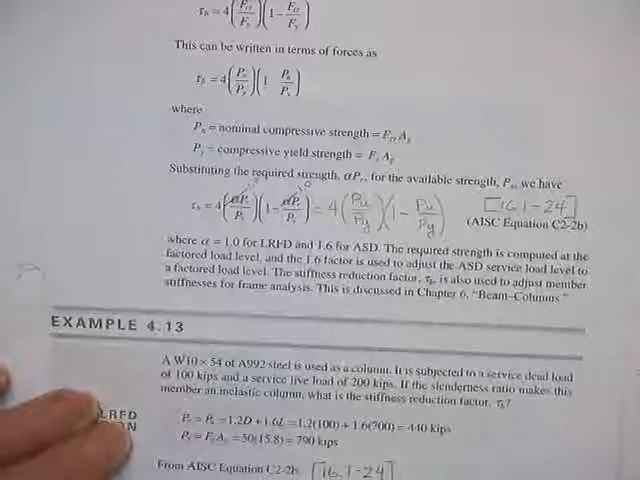 τb = 4(Fcr/Fy)(1 - Fcr/Fy)
This can be written in terms of forces as
τb = 4(Pn/Py)(1 Pn/Py)
where
Pn = nominal compressive strength = Fcr Ag
Py = compressive yield strength = Fy Ag
Substituting the required strength, αPr, for the available strength, Pn, we have
τb = 4(αPr/Py)(1 - αPr/Py) = 4(Pu/Py)(1 - Pu/Py) [16.1-24]
(AISC Equation C2-2b)
where α = 1.0 for LRFD and 1.6 for ASD. The required strength is computed at the
factored load level, and the 1.6 factor is used to adjust the ASD service load level to
a factored load level. The stiffness reduction factor, τb, is also used to adjust member
stiffnesses for frame analysis. This is discussed in Chapter 6, "Beam–Columns."
EXAMPLE 4.13
A W10 × 54 of A992 steel is used as a column. It is subjected to a service dead load
of 100 kips and a service live load of 200 kips. If the slenderness ratio makes this
member an inelastic column, what is the stiffness reduction factor, τb?
LRFD
Pr = Pu = 1.2D + 1.6L = 1.2(100) + 1.6(200) = 440 kips
Py = FyAg = 50(15.8) = 790 kips
From AISC Equation C2-2b [16.1-24]